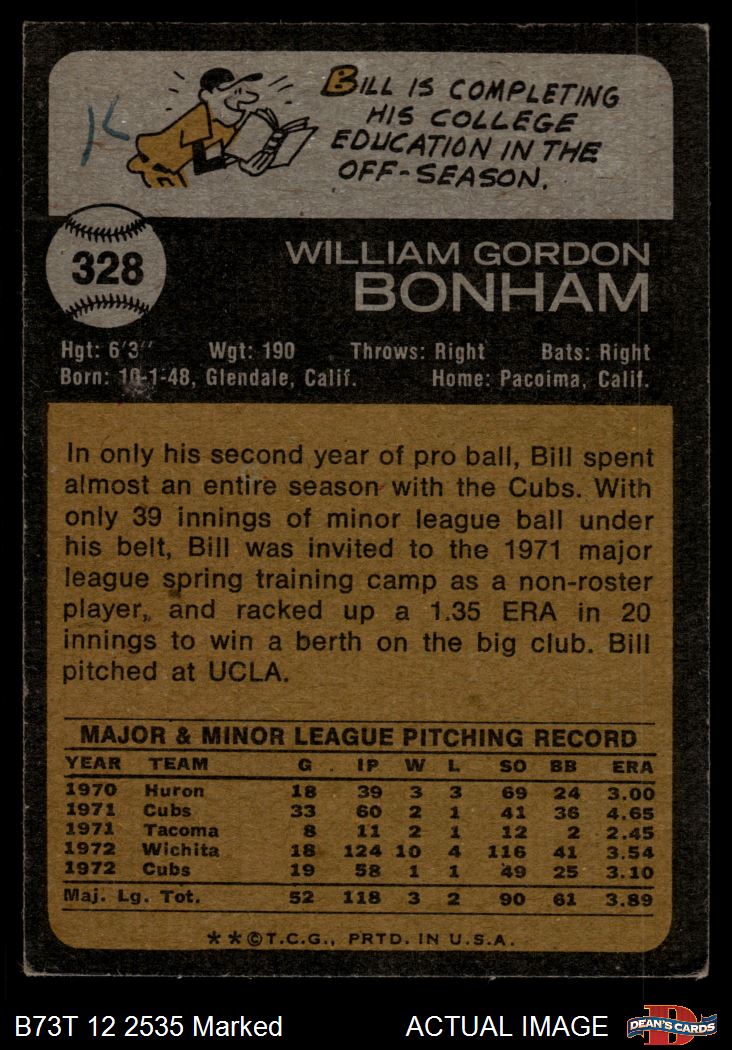 BILL IS COMPLETING
HIS COLLEGE
EDUCATION IN THE
OFF-SEASON.
K
328
WILLIAM GORDON
BONHAM
Hgt: 6'3" Wgt: 190 Throws: Right Bats: Right
Born: 10-1-48, Glendale, Calif. Home: Pacoima, Calif.
In only his second year of pro ball, Bill spent
almost an entire season with the Cubs. With
only 39 innings of minor league ball under
his belt, Bill was invited to the 1971 major
league spring training camp as a non-roster
player, and racked up a 1.35 ERA in 20
innings to win a berth on the big club. Bill
pitched at UCLA.
MAJOR & MINOR LEAGUE PITCHING RECORD
YEAR TEAM G IP W L SO BB ERA
1970 Huron 18 39 3 3 69 24 3.00
1971 Cubs 33 60 2 1 41 36 4.65
1971 Tacoma 8 11 2 1 12 2 2.45
1972 Wichita 18 124 10 4 116 41 3.54
1972 Cubs 19 58 1 1 49 25 3.10
Maj. Lg. Tot. 52 118 3 2 90 61 3.89
**©T.C.G., PRTD. IN U.S.A.
B73T 12 2535 Marked ACTUAL IMAGE
D
DEAN'S CARDS